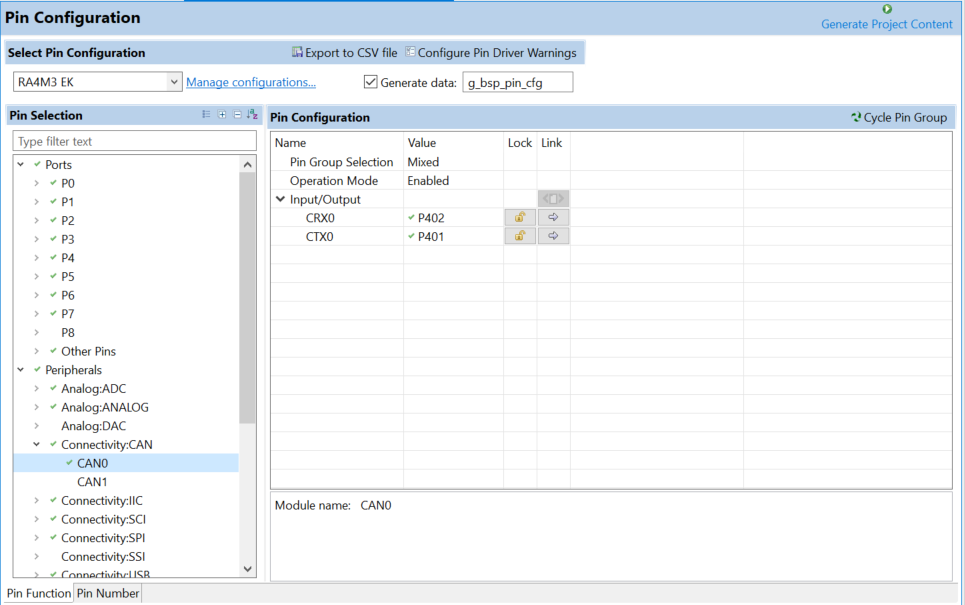 Pin Configuration
Generate Project Content
Select Pin Configuration
Export to CSV file Configure Pin Driver Warnings
RA4M3 EK Manage configurations... Generate data: g_bsp_pin_cfg
Pin Selection
Type filter text
Ports
P0
P1
P2
P3
P4
P5
P6
P7
P8
Other Pins
Peripherals
Analog:ADC
Analog:ANALOG
Analog:DAC
Connectivity:CAN
CAN0
CAN1
Connectivity:IIC
Connectivity:SCI
Connectivity:SPI
Connectivity:SSI
Connectivity:USB
Pin Configuration Cycle Pin Group
Name Value Lock Link
Pin Group Selection Mixed
Operation Mode Enabled
Input/Output
CRX0 P402
CTX0 P401
Module name: CAN0
Pin Function Pin Number